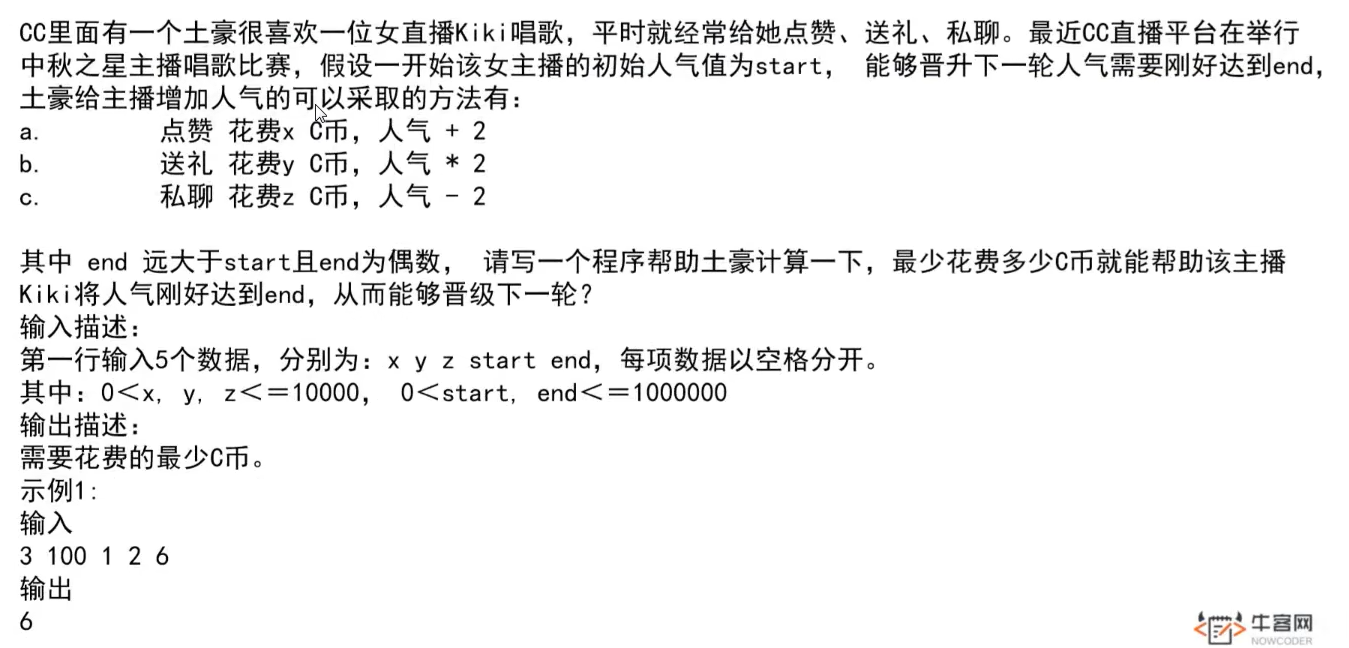 CC里面有一个土豪很喜欢一位女直播Kiki唱歌，平时就经常给她点赞、送礼、私聊。最近CC直播平台在举行
中秋之星主播唱歌比赛，假设一开始该女主播的初始人气值为start， 能够晋升下一轮人气需要刚好达到end，
土豪给主播增加人气的可以采取的方法有：
a. 点赞 花费x C币，人气 + 2
b. 送礼 花费y C币，人气 * 2
c. 私聊 花费z C币，人气 - 2
其中 end 远大于start且end为偶数， 请写一个程序帮助土豪计算一下，最少花费多少C币就能帮助该主播
Kiki将人气刚好达到end，从而能够晋级下一轮？
输入描述：
第一行输入5个数据，分别为：x y z start end，每项数据以空格分开。
其中：0＜x, y, z＜＝10000， 0＜start, end＜＝1000000
输出描述：
需要花费的最少C币。
示例1:
输入
3 100 1 2 6
输出
6
牛客网
NOWCODER